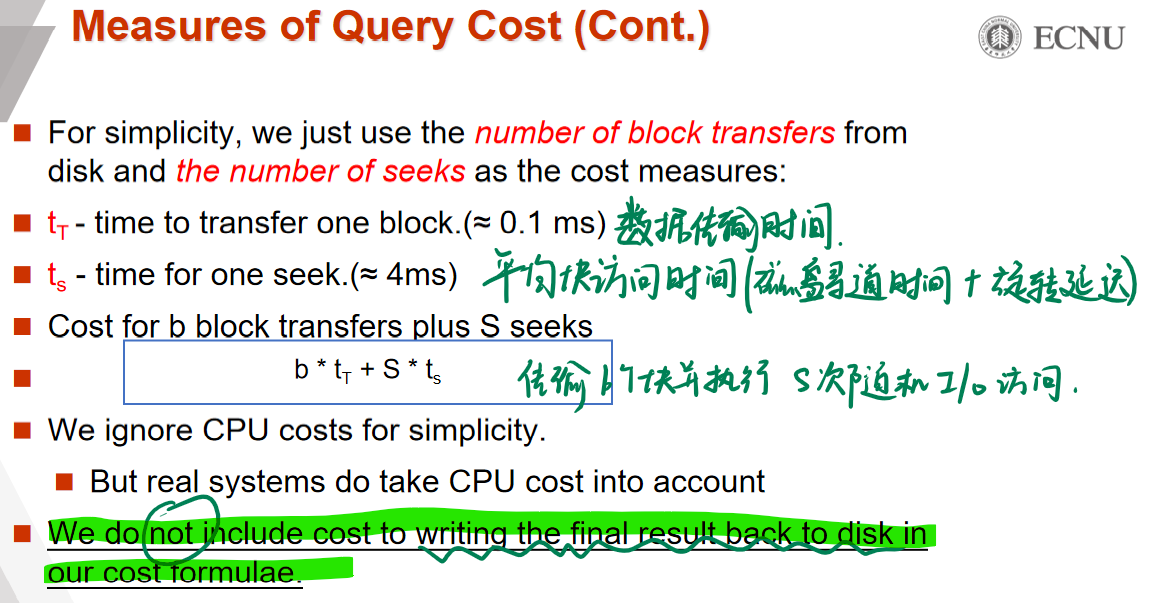 Measures of Query Cost (Cont.)
ECNU
For simplicity, we just use the number of block transfers from
disk and the number of seeks as the cost measures:
tT - time to transfer one block.(≈ 0.1 ms) 数据传输时间.
ts - time for one seek.(≈ 4ms) 平均块访问时间(磁盘寻道时间 + 旋转延迟)
Cost for b block transfers plus S seeks
b * tT + S * ts 传输b个块并执行 S次随机 I/o 访问.
We ignore CPU costs for simplicity.
But real systems do take CPU cost into account
We do not include cost to writing the final result back to disk in
our cost formulae.